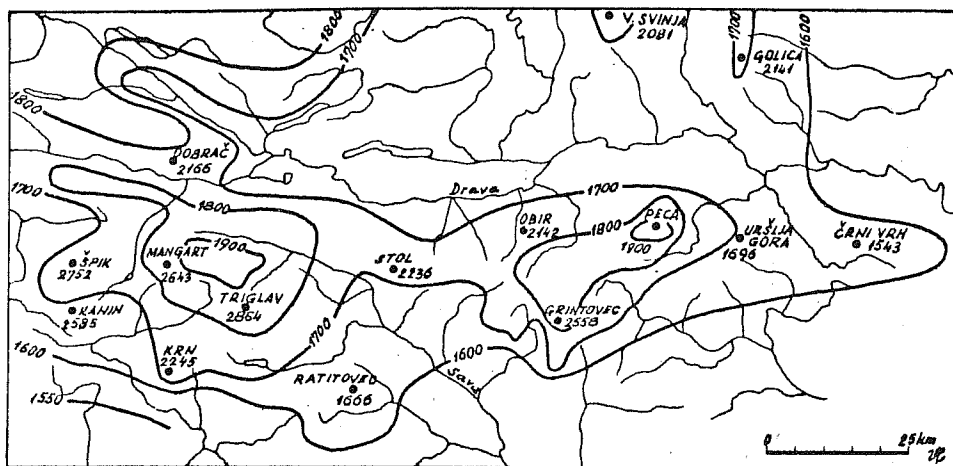 1800
1700
V. SVINJA
2081
1700
GOLICA
2141
1600
1800
DOBRAČ
2166
1700
1800
Drava
1700
1900
MANGART
2643
ŠPIK
2752
TRIGLAV
2864
KANIN
2585
STOL
2236
OBIR
2142
1800
PECA
1900
URŠLJA
GORA
1696
ČRNI VRH
1543
GRINTOVEC
2558
1700
1600
KRN
2245
RATITOVEC
1666
1600
Sava
1550
0
25 km